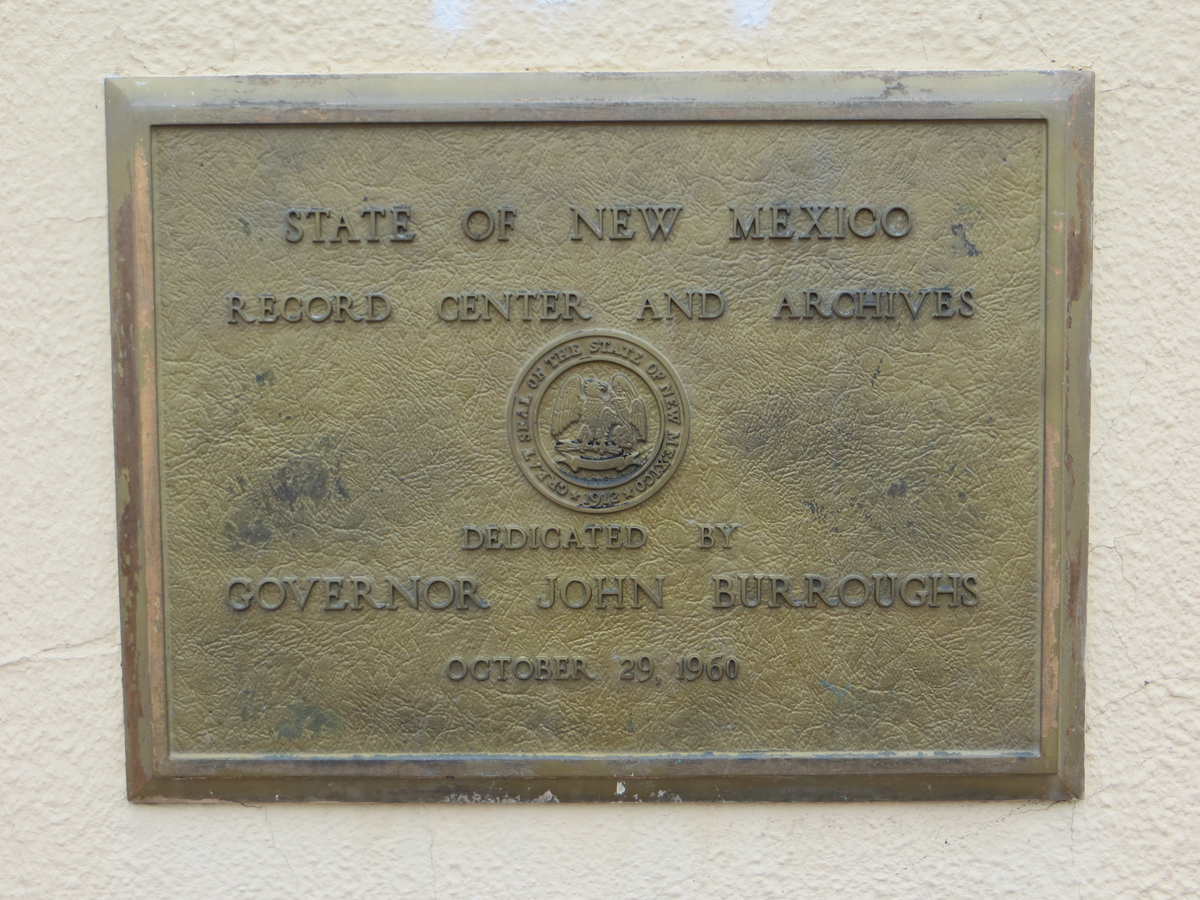 STATE OF NEW MEXICO
RECORD CENTER AND ARCHIVES
GREAT SEAL OF THE STATE OF NEW MEXICO
★ 1912 ★
DEDICATED BY
GOVERNOR JOHN BURROUGHS
OCTOBER 29, 1960